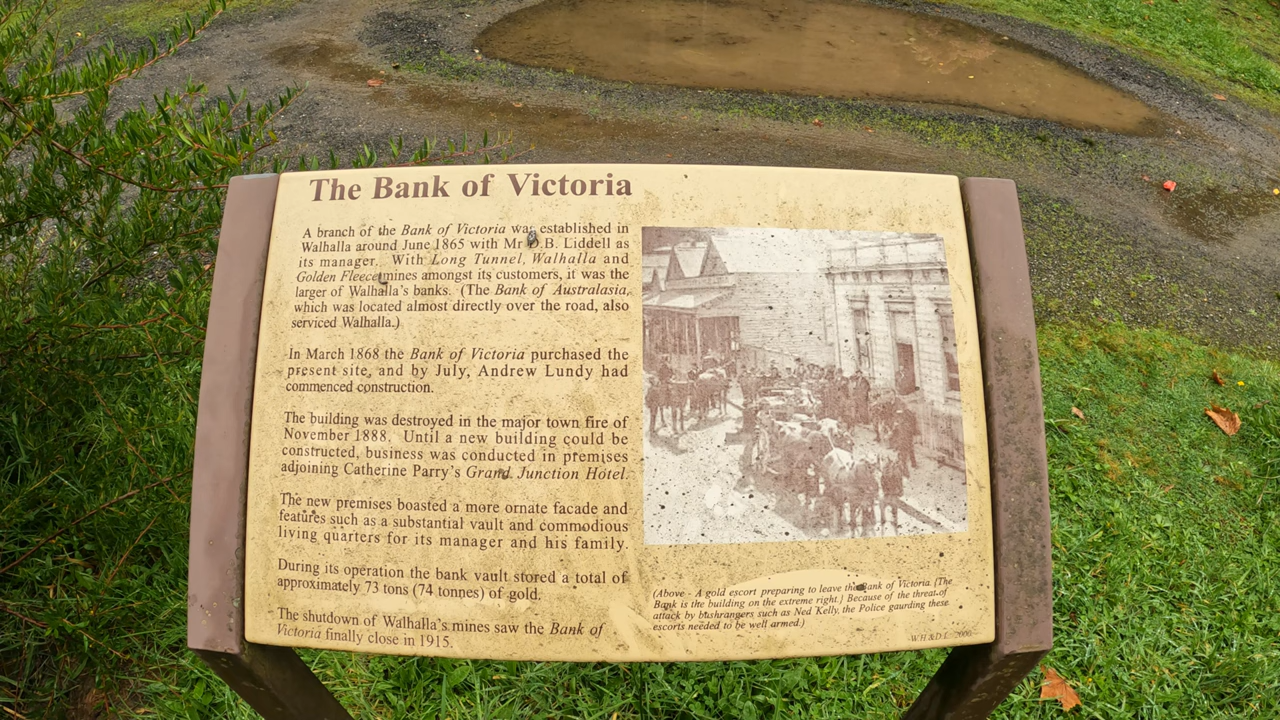 The Bank of Victoria
A branch of the Bank of Victoria was established in
Walhalla around June 1865 with Mr B. Liddell as
its manager. With Long Tunnel, Walhalla and
Golden Fleece mines amongst its customers, it was the
larger of Walhalla's banks. (The Bank of Australasia,
which was located almost directly over the road, also
serviced Walhalla.)
In March 1868 the Bank of Victoria purchased the
present site, and by July, Andrew Lundy had
commenced construction.
The building was destroyed in the major town fire of
November 1888. Until a new building could be
constructed, business was conducted in premises
adjoining Catherine Parry's Grand Junction Hotel.
The new premises boasted a more ornate facade and
features such as a substantial vault and commodious
living quarters for its manager and his family.
During its operation the bank vault stored a total of
approximately 73 tons (74 tonnes) of gold.
The shutdown of Walhalla's mines saw the Bank of
Victoria finally close in 1915.
(Above - A gold escort preparing to leave the Bank of Victoria. [The
Bank is the building on the extreme right.] Because of the threat of
attack by bushrangers such as Ned Kelly, the Police gaurding these
escorts needed to be well armed.)
W.H.&D.L. 2000